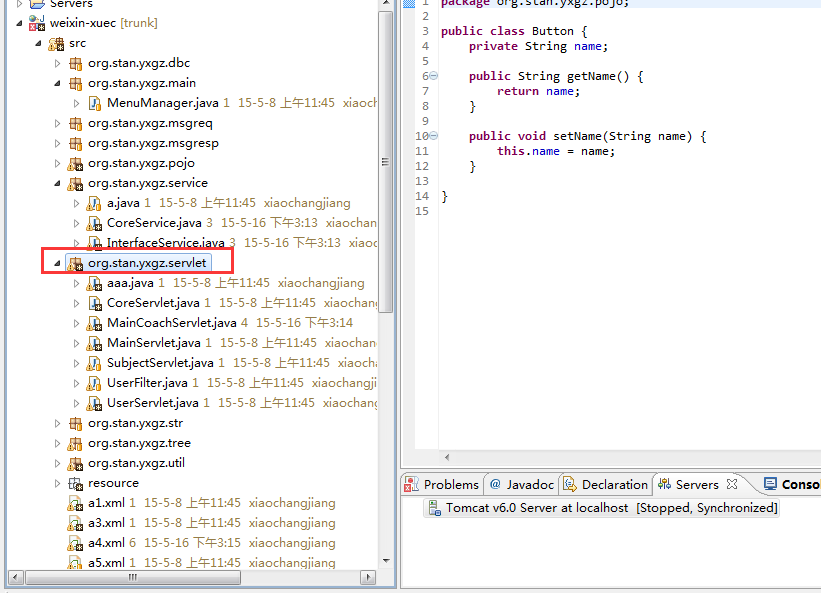 Servers
weixin-xuec [trunk]
src
org.stan.yxgz.dbc
org.stan.yxgz.main
MenuManager.java 1 15-5-8 上午11:45 xiaoch
org.stan.yxgz.msgreq
org.stan.yxgz.msgresp
org.stan.yxgz.pojo
org.stan.yxgz.service
a.java 1 15-5-8 上午11:45 xiaochangjiang
CoreService.java 3 15-5-16 下午3:13 xiaochan
InterfaceService.java 3 15-5-16 下午3:13 xiaoc
org.stan.yxgz.servlet
aaa.java 1 15-5-8 上午11:45 xiaochangjiang
CoreServlet.java 1 15-5-8 上午11:45 xiaochang
MainCoachServlet.java 4 15-5-16 下午3:14
MainServlet.java 1 15-5-8 上午11:45 xiaochang
SubjectServlet.java 1 15-5-8 上午11:45 xiaoch
UserFilter.java 1 15-5-8 上午11:45 xiaochangji
UserServlet.java 1 15-5-8 上午11:45 xiaochang
org.stan.yxgz.str
org.stan.yxgz.tree
org.stan.yxgz.util
resource
a1.xml 1 15-5-8 上午11:45 xiaochangjiang
a3.xml 1 15-5-8 上午11:45 xiaochangjiang
a4.xml 6 15-5-16 下午3:15 xiaochangjiang
a5.xml 1 15-5-8 上午11:45 xiaochangjiang
1 package org.stan.yxgz.pojo;
2
3 public class Button {
4 private String name;
5
6 public String getName() {
7 return name;
8 }
9
10 public void setName(String name) {
11 this.name = name;
12 }
13
14 }
15
Problems @ Javadoc Declaration Servers Conso
Tomcat v6.0 Server at localhost [Stopped, Synchronized]